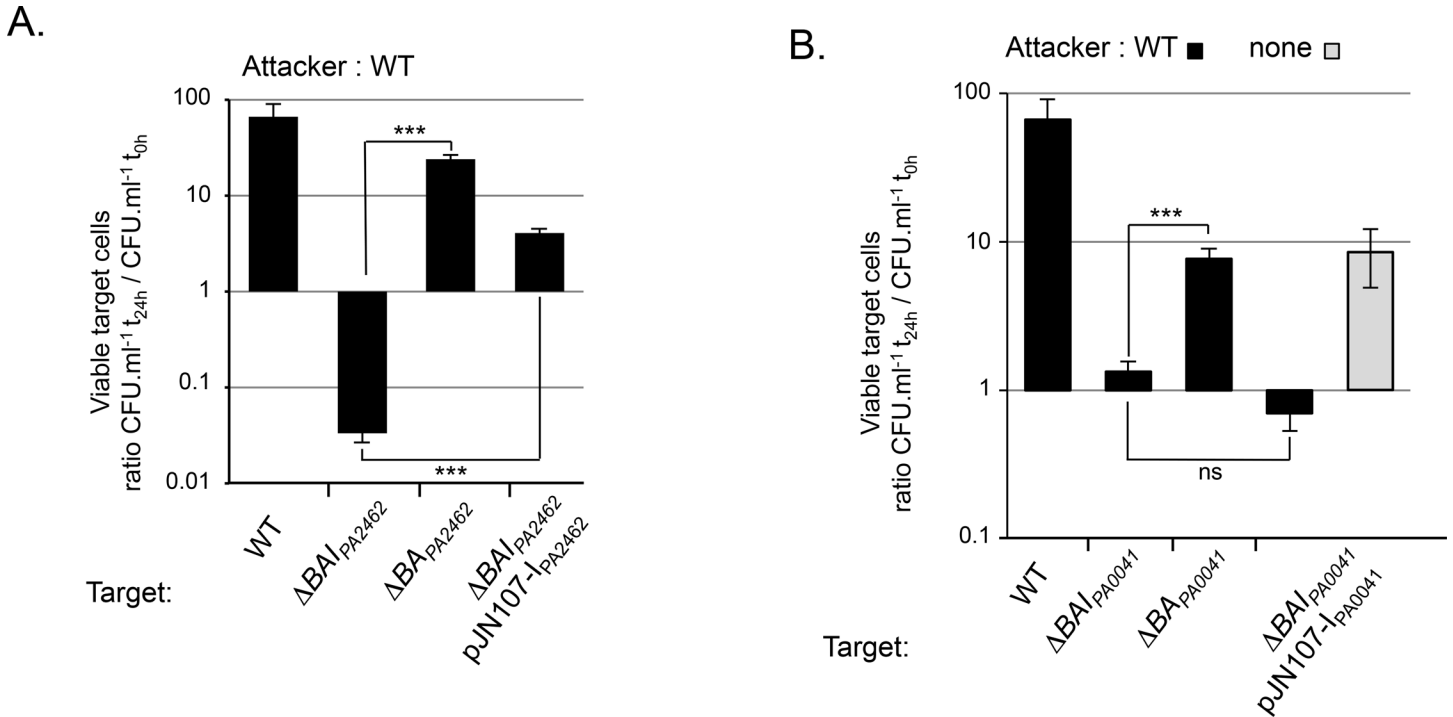 A.
Attacker : WT
Viable target cells
ratio CFU.ml-1 t24h / CFU.ml-1 t0h
100
10
1
0.1
0.01
***
***
WT
ΔBAIPA2462
ΔBAPA2462
ΔBAIPA2462
pJN107-IPA2462
Target:
B.
Attacker : WT none
Viable target cells
ratio CFU.ml-1 t24h / CFU.ml-1 t0h
100
10
1
0.1
***
ns
WT
ΔBAIPA0041
ΔBAPA0041
ΔBAIPA0041
pJN107-IPA0041
Target: